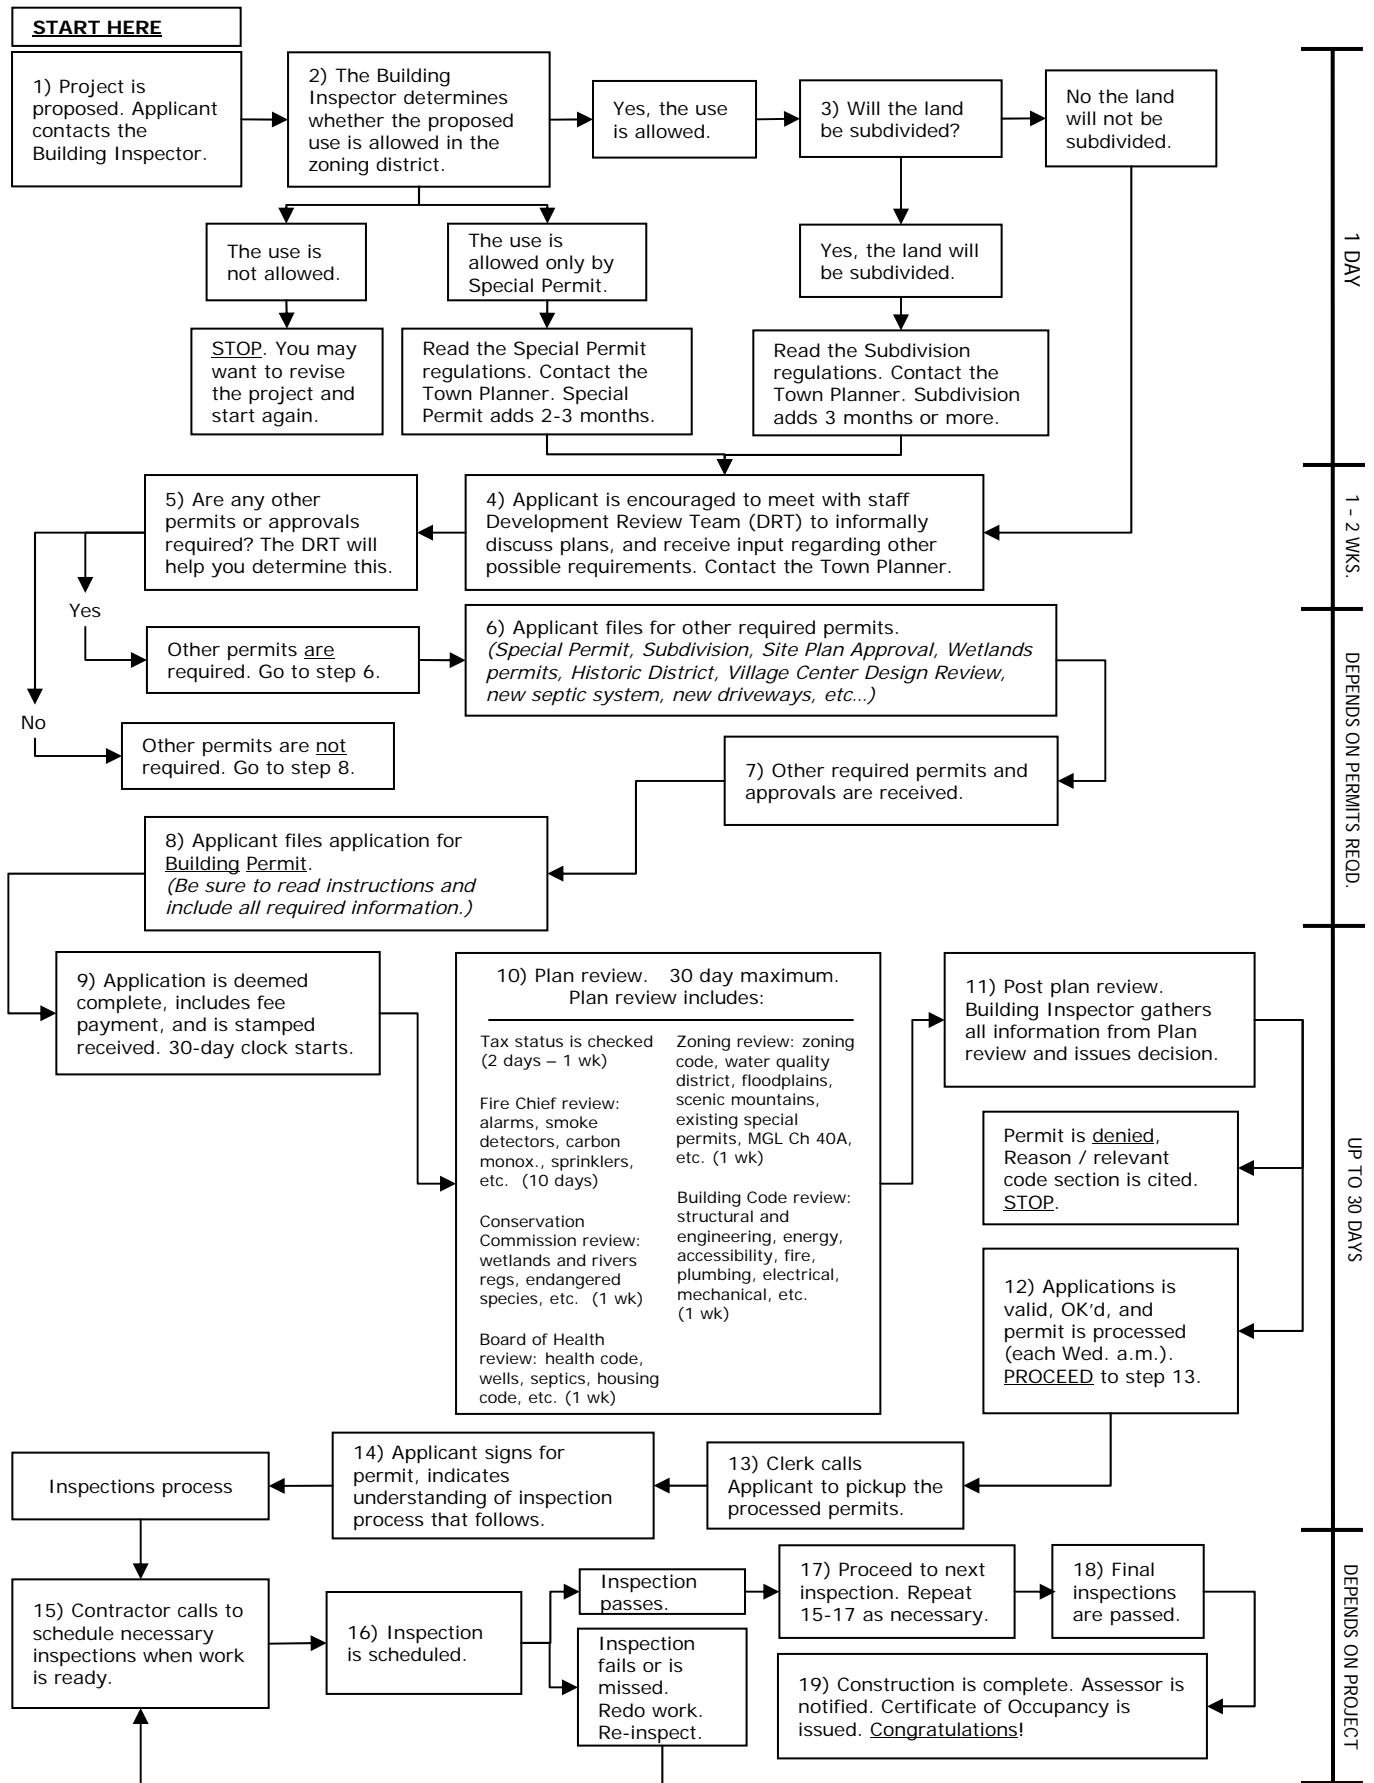 START HERE
1) Project is
proposed. Applicant
contacts the
Building Inspector.
2) The Building
Inspector determines
whether the proposed
use is allowed in the
zoning district.
Yes, the use
is allowed.
3) Will the land
be subdivided?
No the land
will not be
subdivided.
The use is
not allowed.
The use is
allowed only by
Special Permit.
Yes, the land will
be subdivided.
STOP. You may
want to revise
the project and
start again.
Read the Special Permit
regulations. Contact the
Town Planner. Special
Permit adds 2-3 months.
Read the Subdivision
regulations. Contact the
Town Planner. Subdivision
adds 3 months or more.
1 DAY
5) Are any other
permits or approvals
required? The DRT will
help you determine this.
4) Applicant is encouraged to meet with staff
Development Review Team (DRT) to informally
discuss plans, and receive input regarding other
possible requirements. Contact the Town Planner.
1 - 2 WKS.
Yes
Other permits are
required. Go to step 6.
6) Applicant files for other required permits.
(Special Permit, Subdivision, Site Plan Approval, Wetlands
permits, Historic District, Village Center Design Review,
new septic system, new driveways, etc…)
No
Other permits are not
required. Go to step 8.
7) Other required permits and
approvals are received.
8) Applicant files application for
Building Permit.
(Be sure to read instructions and
include all required information.)
DEPENDS ON PERMITS REQD.
9) Application is deemed
complete, includes fee
payment, and is stamped
received. 30-day clock starts.
10) Plan review. 30 day maximum.
Plan review includes:
Tax status is checked
(2 days – 1 wk)
Fire Chief review:
alarms, smoke
detectors, carbon
monox., sprinklers,
etc. (10 days)
Conservation
Commission review:
wetlands and rivers
regs, endangered
species, etc. (1 wk)
Board of Health
review: health code,
wells, septics, housing
code, etc. (1 wk)
Zoning review: zoning
code, water quality
district, floodplains,
scenic mountains,
existing special
permits, MGL Ch 40A,
etc. (1 wk)
Building Code review:
structural and
engineering, energy,
accessibility, fire,
plumbing, electrical,
mechanical, etc.
(1 wk)
11) Post plan review.
Building Inspector gathers
all information from Plan
review and issues decision.
Permit is denied,
Reason / relevant
code section is cited.
STOP.
12) Applications is
valid, OK'd, and
permit is processed
(each Wed. a.m.).
PROCEED to step 13.
UP TO 30 DAYS
Inspections process
14) Applicant signs for
permit, indicates
understanding of inspection
process that follows.
13) Clerk calls
Applicant to pickup the
processed permits.
15) Contractor calls to
schedule necessary
inspections when work
is ready.
16) Inspection
is scheduled.
Inspection
passes.
Inspection
fails or is
missed.
Redo work.
Re-inspect.
17) Proceed to next
inspection. Repeat
15-17 as necessary.
18) Final
inspections
are passed.
19) Construction is complete. Assessor is
notified. Certificate of Occupancy is
issued. Congratulations!
DEPENDS ON PROJECT